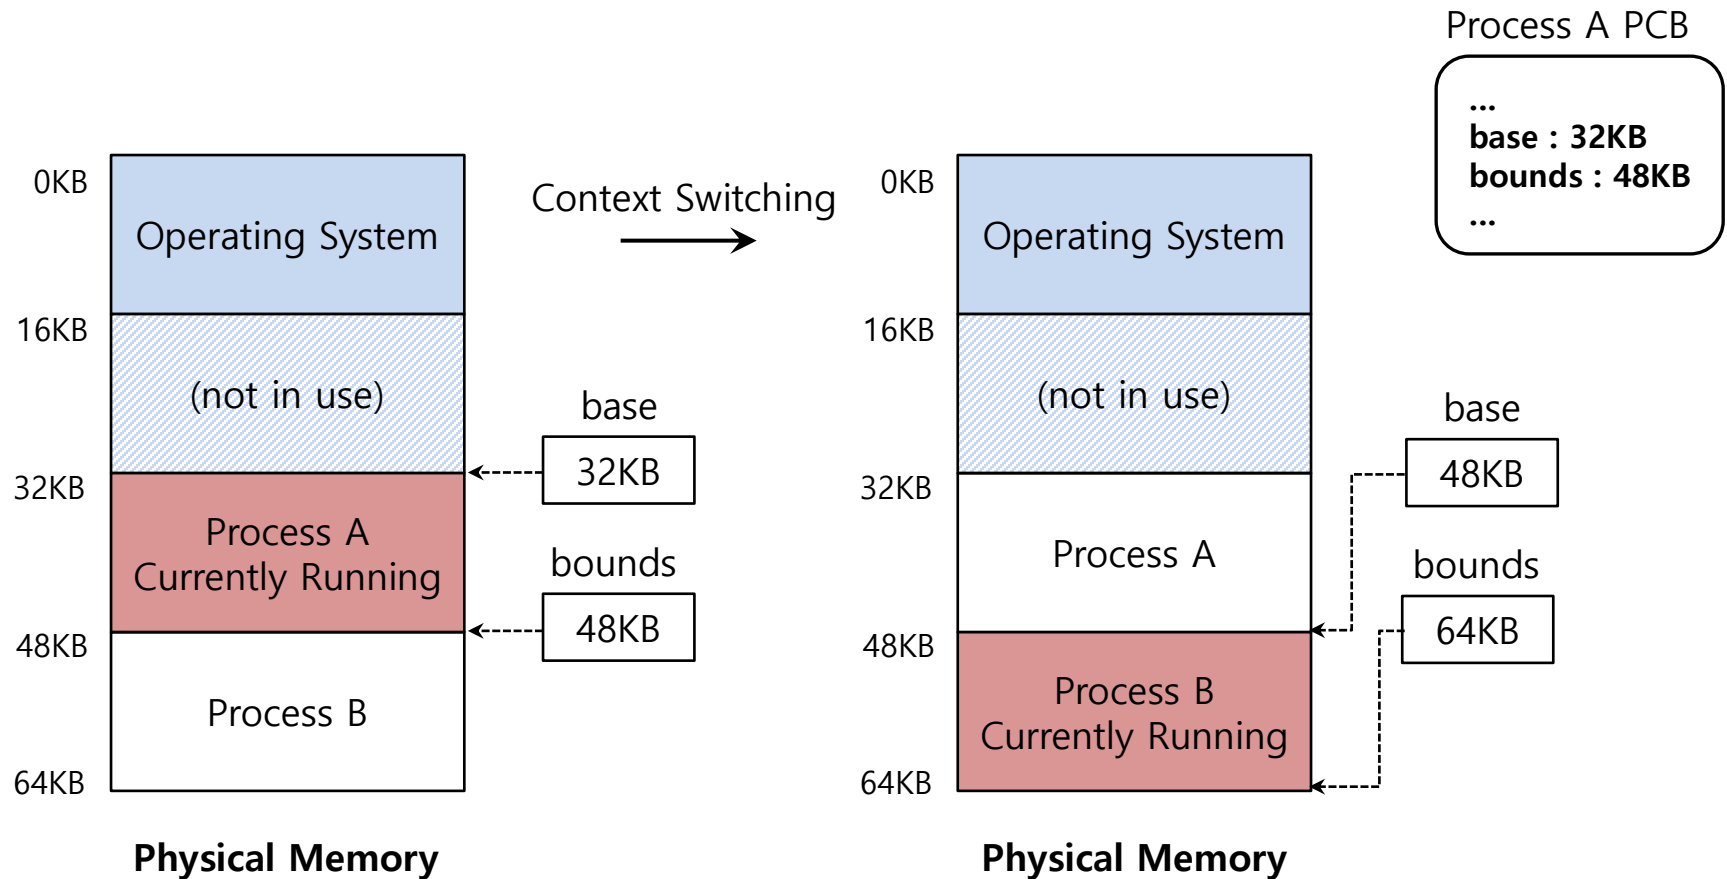 Process A PCB
...
base : 32KB
bounds : 48KB
...
0KB
Operating System
16KB
(not in use)
32KB
Process A
Currently Running
48KB
Process B
64KB
Physical Memory
base
32KB
bounds
48KB
Context Switching
0KB
Operating System
16KB
(not in use)
32KB
Process A
48KB
Process B
Currently Running
64KB
Physical Memory
base
48KB
bounds
64KB